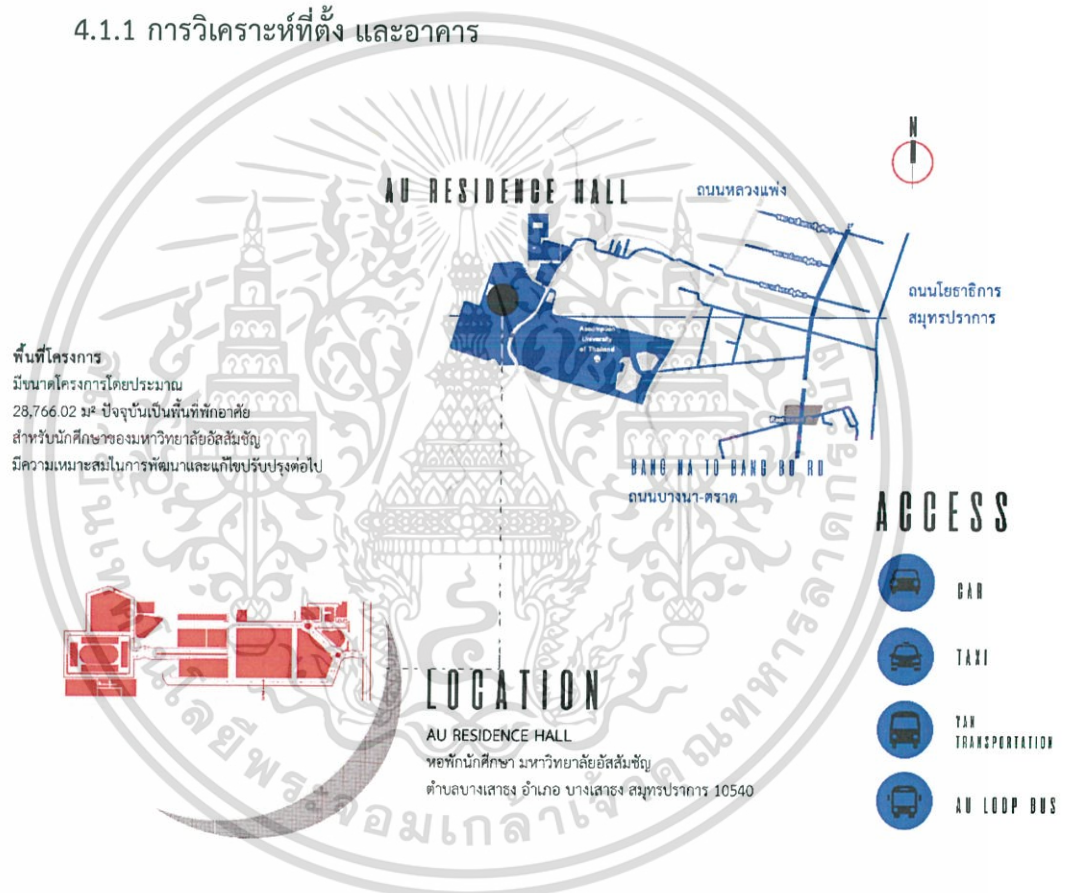 4.1.1 การวิเคราะห์ที่ตั้ง และอาคาร
N
AU RESIDENCE HALL
ถนนหลวงแพ่ง
ถนนโยธาธิการ
สมุทรปราการ
Assumption
University
of Thailand
พื้นที่โครงการ
มีขนาดโครงการโดยประมาณ
28,766.02 ม² ปัจจุบันเป็นพื้นที่พักอาศัย
สำหรับนักศึกษาของมหาวิทยาลัยอัสสัมชัญ
มีความเหมาะสมในการพัฒนาและแก้ไขปรับปรุงต่อไป
BANG NA TO BANG BO RD
ถนนบางนา-ตราด
ACCESS
CAR
TAXI
VAN
TRANSPORTATION
AU LOOP BUS
LOCATION
AU RESIDENCE HALL
หอพักนักศึกษา มหาวิทยาลัยอัสสัมชัญ
ตำบลบางเสาธง อำเภอ บางเสาธง สมุทรปราการ 10540